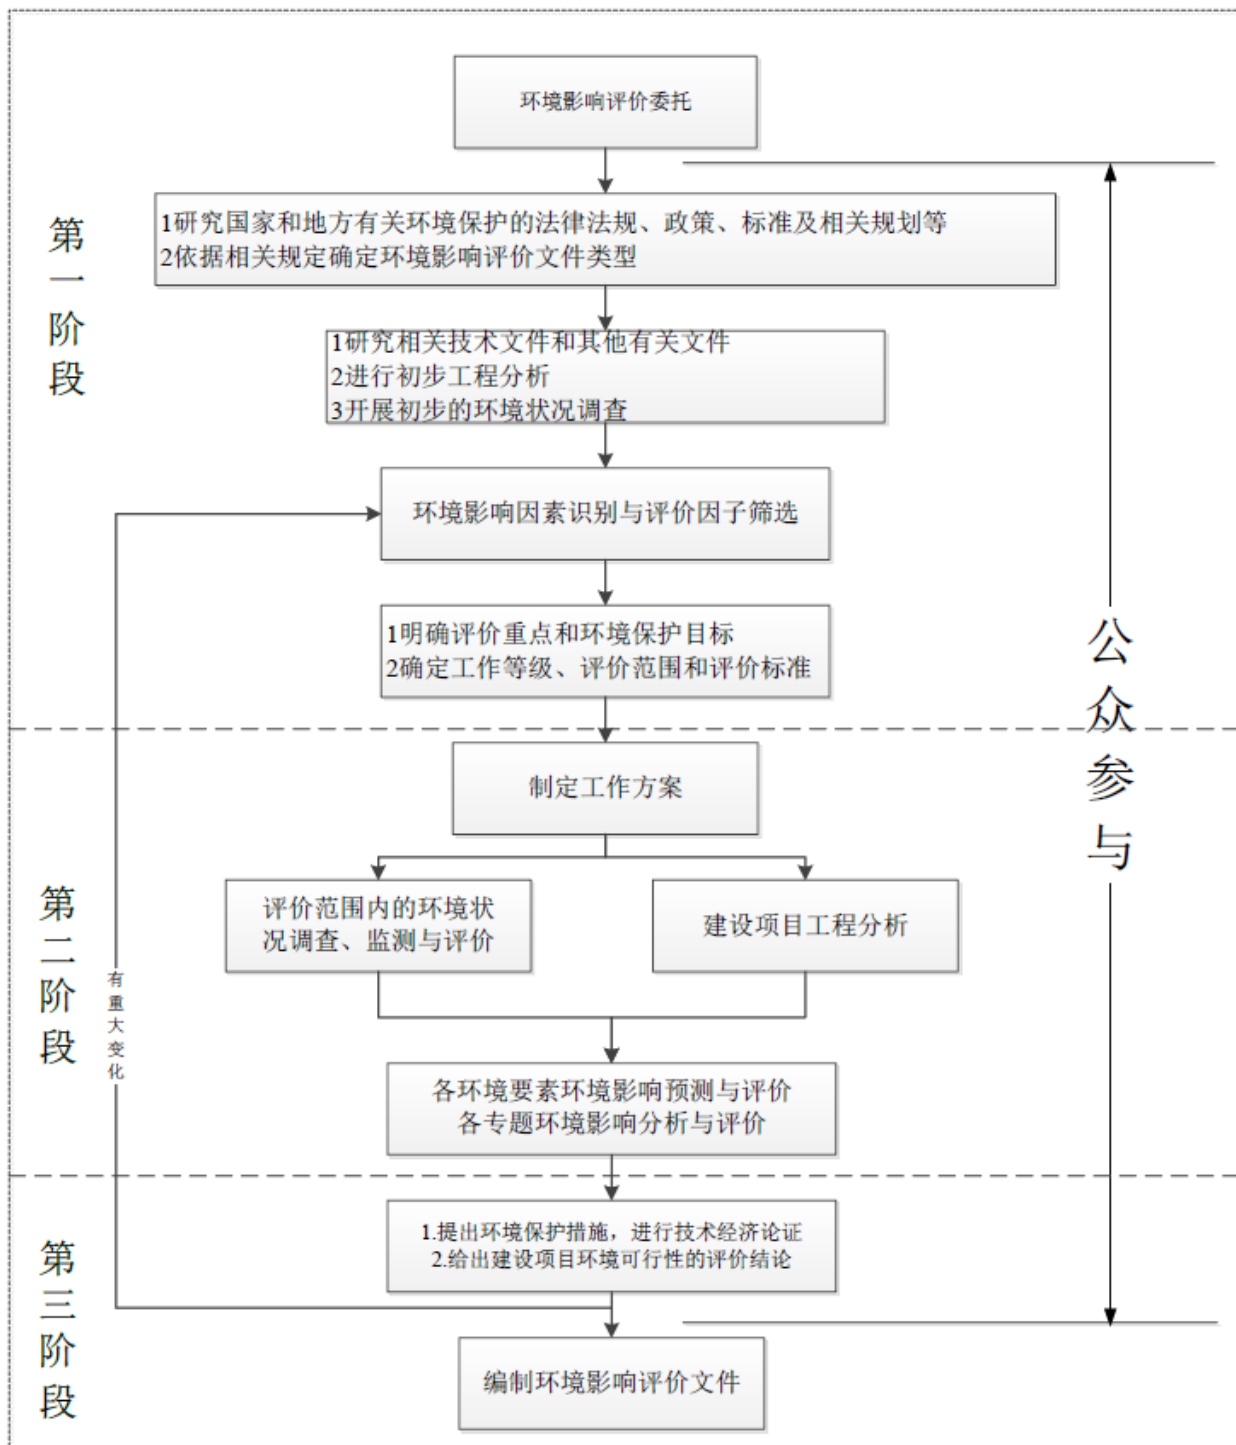 环境影响评价委托
第一阶段
1研究国家和地方有关环境保护的法律法规、政策、标准及相关规划等
2依据相关规定确定环境影响评价文件类型
1研究相关技术文件和其他有关文件
2进行初步工程分析
3开展初步的环境状况调查
环境影响因素识别与评价因子筛选
1明确评价重点和环境保护目标
2确定工作等级、评价范围和评价标准
公众参与
制定工作方案
第二阶段
评价范围内的环境状
况调查、监测与评价
建设项目工程分析
有重大变化
各环境要素环境影响预测与评价
各专题环境影响分析与评价
第三阶段
1.提出环境保护措施，进行技术经济论证
2.给出建设项目环境可行性的评价结论
编制环境影响评价文件